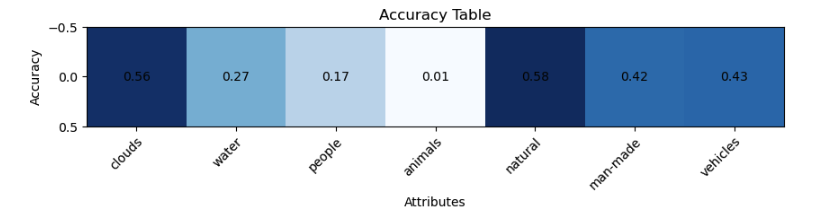 Accuracy Table
Accuracy
−0.5
0.0
0.5
0.56 0.27 0.17 0.01 0.58 0.42 0.43
clouds water people animals natural man-made vehicles
Attributes